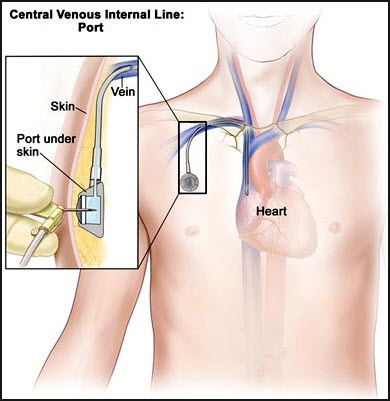 Central Venous Internal Line:
Port
Vein
Skin
Port under
skin
Heart